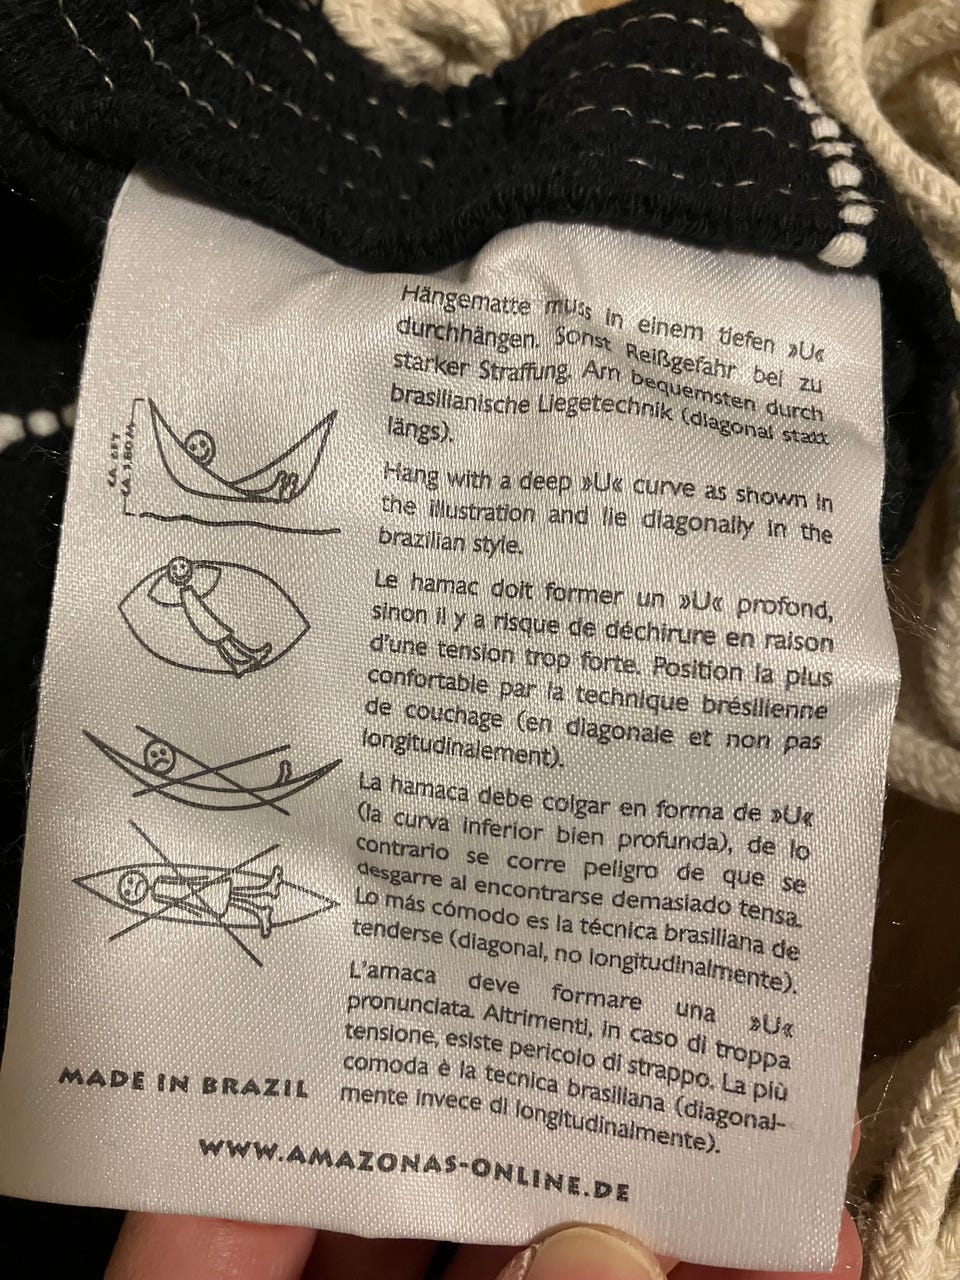 Hängematte muss in einem tiefen »U«
durchhängen. Sonst Reißgefahr bei zu
starker Straffung. Am bequemsten durch
brasilianische Liegetechnik (diagonal statt
längs).
Hang with a deep »U« curve as shown in
the illustration and lie diagonally in the
brazilian style.
Le hamac doit former un »U« profond,
sinon il y a risque de déchirure en raison
d'une tension trop forte. Position la plus
confortable par la technique brésilienne
de couchage (en diagonale et non pas
longitudinalement).
La hamaca debe colgar en forma de »U«
(la curva inferior bien profunda), de lo
contrario se corre peligro de que se
desgarre al encontrarse demasiado tensa.
Lo más cómodo es la técnica brasiliana de
tenderse (diagonal, no longitudinalmente).
L'amaca deve formare una »U«
pronunciata. Altrimenti, in caso di troppa
tensione, esiste pericolo di strappo. La più
comoda è la tecnica brasiliana (diagonal-
mente invece di longitudinalmente).
CA. 6FT
CA. 1.80 M
MADE IN BRAZIL
WWW.AMAZONAS-ONLINE.DE